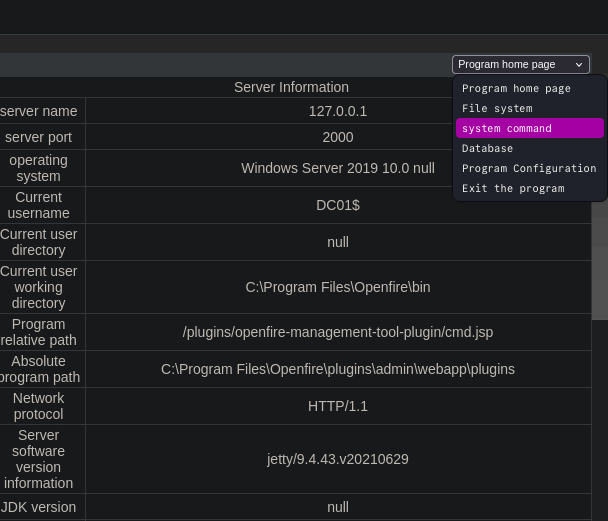 Program home page
Program home page
File system
system command
Database
Program Configuration
Exit the program
Server Information
server name 127.0.0.1
server port 2000
operating
system
Windows Server 2019 10.0 null
Current
username
DC01$
Current user
directory
null
Current user
working
directory
C:\Program Files\Openfire\bin
Program
relative path
/plugins/openfire-management-tool-plugin/cmd.jsp
Absolute
program path
C:\Program Files\Openfire\plugins\admin\webapp\plugins
Network
protocol
HTTP/1.1
Server
software
version
information
jetty/9.4.43.v20210629
JDK version null